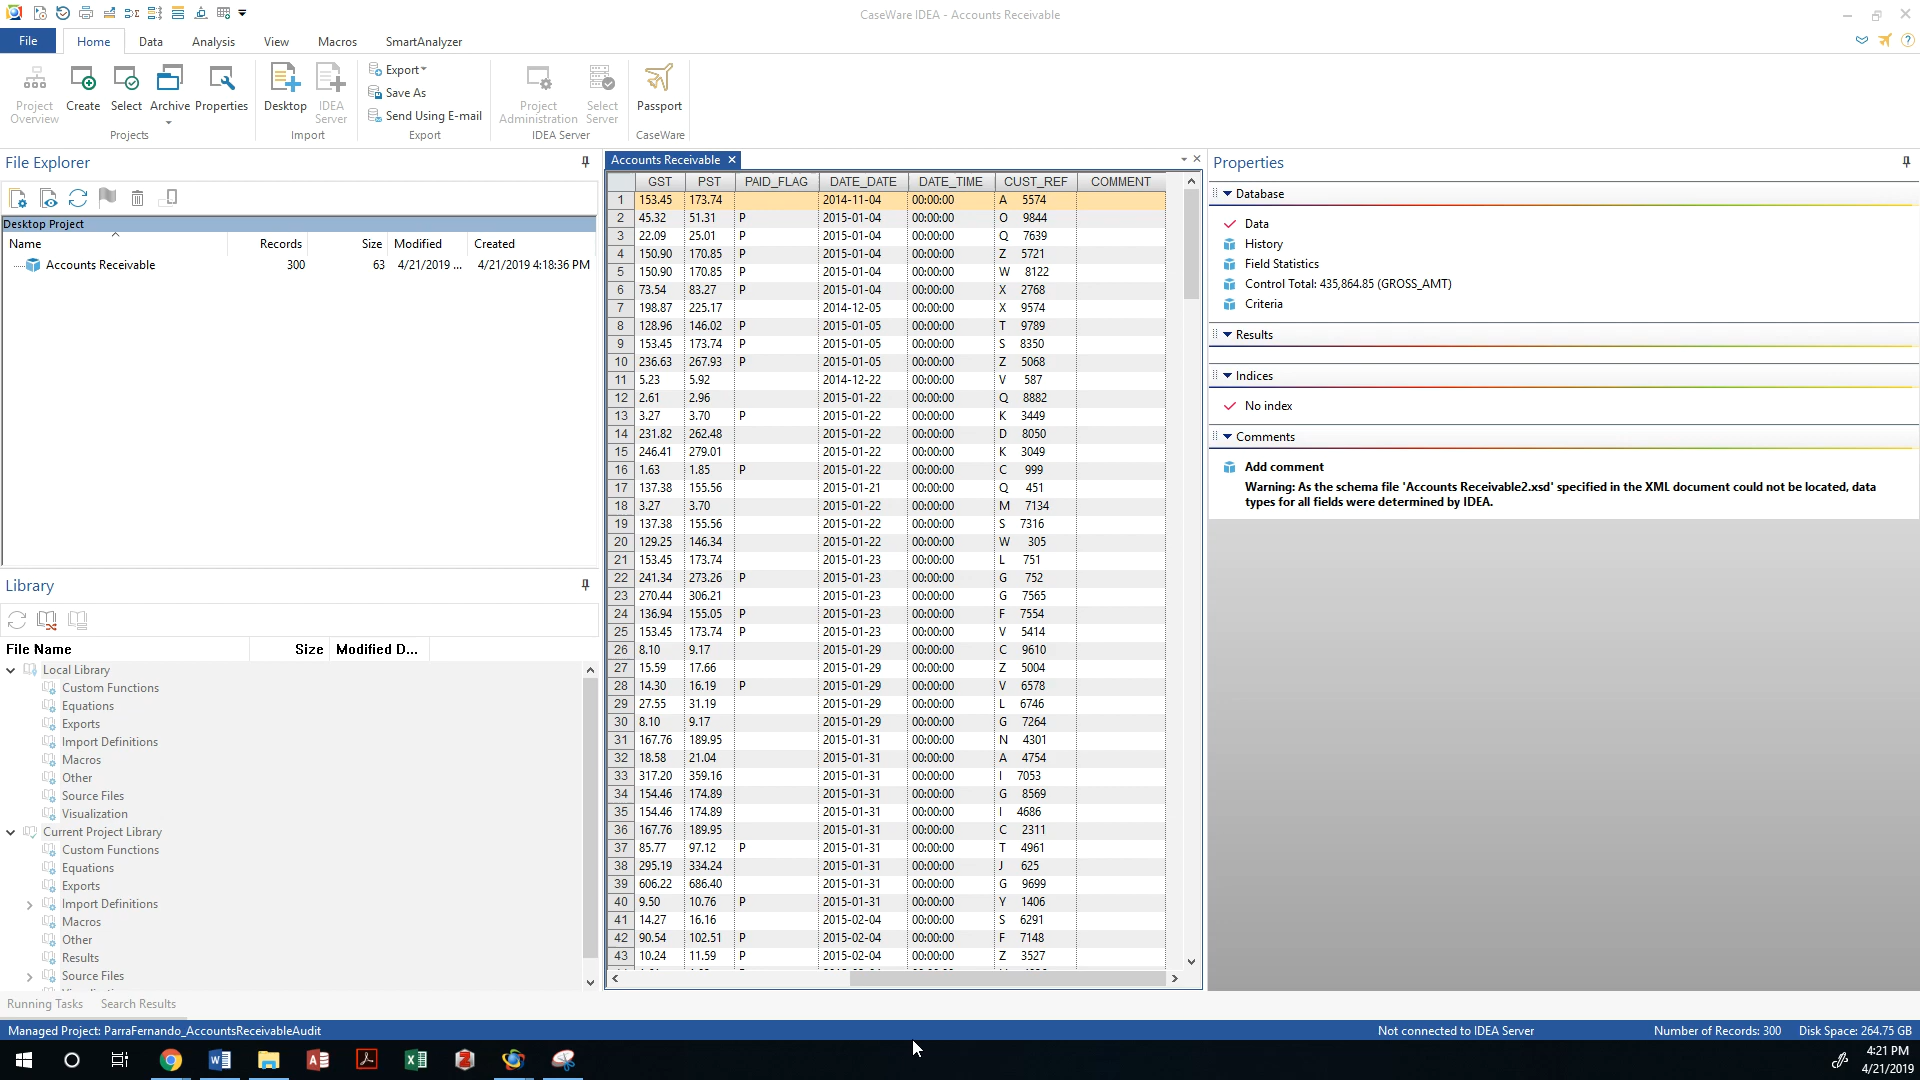 CaseWare IDEA - Accounts Receivable
File Home Data Analysis View Macros SmartAnalyzer
Project Overview
Create
Select
Archive
Properties
Projects
Desktop
IDEA Server
Import
Export
Save As
Send Using E-mail
Export
Project Administration
Select Server
IDEA Server
Passport
CaseWare
File Explorer
Desktop Project
Name Records Size Modified Created
Accounts Receivable 300 63 4/21/2019 ... 4/21/2019 4:18:36 PM
Library
File Name Size Modified D...
Local Library
Custom Functions
Equations
Exports
Import Definitions
Macros
Other
Source Files
Visualization
Current Project Library
Custom Functions
Equations
Exports
Import Definitions
Macros
Other
Results
Source Files
Running Tasks Search Results
Accounts Receivable
GST PST PAID_FLAG DATE_DATE DATE_TIME CUST_REF COMMENT
1 153.45 173.74 2014-11-04 00:00:00 A 5574
2 45.32 51.31 P 2015-01-04 00:00:00 O 9844
3 22.09 25.01 P 2015-01-04 00:00:00 Q 7639
4 150.90 170.85 P 2015-01-04 00:00:00 Z 5721
5 150.90 170.85 P 2015-01-04 00:00:00 W 8122
6 73.54 83.27 P 2015-01-04 00:00:00 X 2768
7 198.87 225.17 2014-12-05 00:00:00 X 9574
8 128.96 146.02 P 2015-01-05 00:00:00 T 9789
9 153.45 173.74 P 2015-01-05 00:00:00 S 8350
10 236.63 267.93 P 2015-01-05 00:00:00 Z 5068
11 5.23 5.92 2014-12-22 00:00:00 V 587
12 2.61 2.96 2015-01-22 00:00:00 Q 8882
13 3.27 3.70 P 2015-01-22 00:00:00 K 3449
14 231.82 262.48 2015-01-22 00:00:00 D 8050
15 246.41 279.01 2015-01-22 00:00:00 K 3049
16 1.63 1.85 P 2015-01-22 00:00:00 C 999
17 137.38 155.56 2015-01-21 00:00:00 Q 451
18 3.27 3.70 2015-01-22 00:00:00 M 7134
19 137.38 155.56 2015-01-22 00:00:00 S 7316
20 129.25 146.34 2015-01-22 00:00:00 W 305
21 153.45 173.74 2015-01-23 00:00:00 L 751
22 241.34 273.26 P 2015-01-23 00:00:00 G 752
23 270.44 306.21 2015-01-23 00:00:00 G 7565
24 136.94 155.05 P 2015-01-23 00:00:00 F 7554
25 153.45 173.74 P 2015-01-23 00:00:00 V 5414
26 8.10 9.17 2015-01-29 00:00:00 C 9610
27 15.59 17.66 2015-01-29 00:00:00 Z 5004
28 14.30 16.19 P 2015-01-29 00:00:00 V 6578
29 27.55 31.19 2015-01-29 00:00:00 L 6746
30 8.10 9.17 2015-01-29 00:00:00 G 7264
31 167.76 189.95 2015-01-31 00:00:00 N 4301
32 18.58 21.04 2015-01-31 00:00:00 A 4754
33 317.20 359.16 2015-01-31 00:00:00 I 7053
34 154.46 174.89 2015-01-31 00:00:00 G 8569
35 154.46 174.89 2015-01-31 00:00:00 I 4686
36 167.76 189.95 2015-01-31 00:00:00 C 2311
37 85.77 97.12 P 2015-01-31 00:00:00 T 4961
38 295.19 334.24 2015-01-31 00:00:00 J 625
39 606.22 686.40 2015-01-31 00:00:00 G 9699
40 9.50 10.76 P 2015-01-31 00:00:00 Y 1406
41 14.27 16.16 2015-02-04 00:00:00 S 6291
42 90.54 102.51 P 2015-02-04 00:00:00 F 7148
43 10.24 11.59 P 2015-02-04 00:00:00 Z 3527
Properties
Database
Data
History
Field Statistics
Control Total: 435,864.85 (GROSS_AMT)
Criteria
Results
Indices
No index
Comments
Add comment
Warning: As the schema file 'Accounts Receivable2.xsd' specified in the XML document could not be located, data
types for all fields were determined by IDEA.
Managed Project: ParraFernando_AccountsReceivableAudit Not connected to IDEA Server Number of Records: 300 Disk Space: 264.75 GB
4:21 PM
4/21/2019